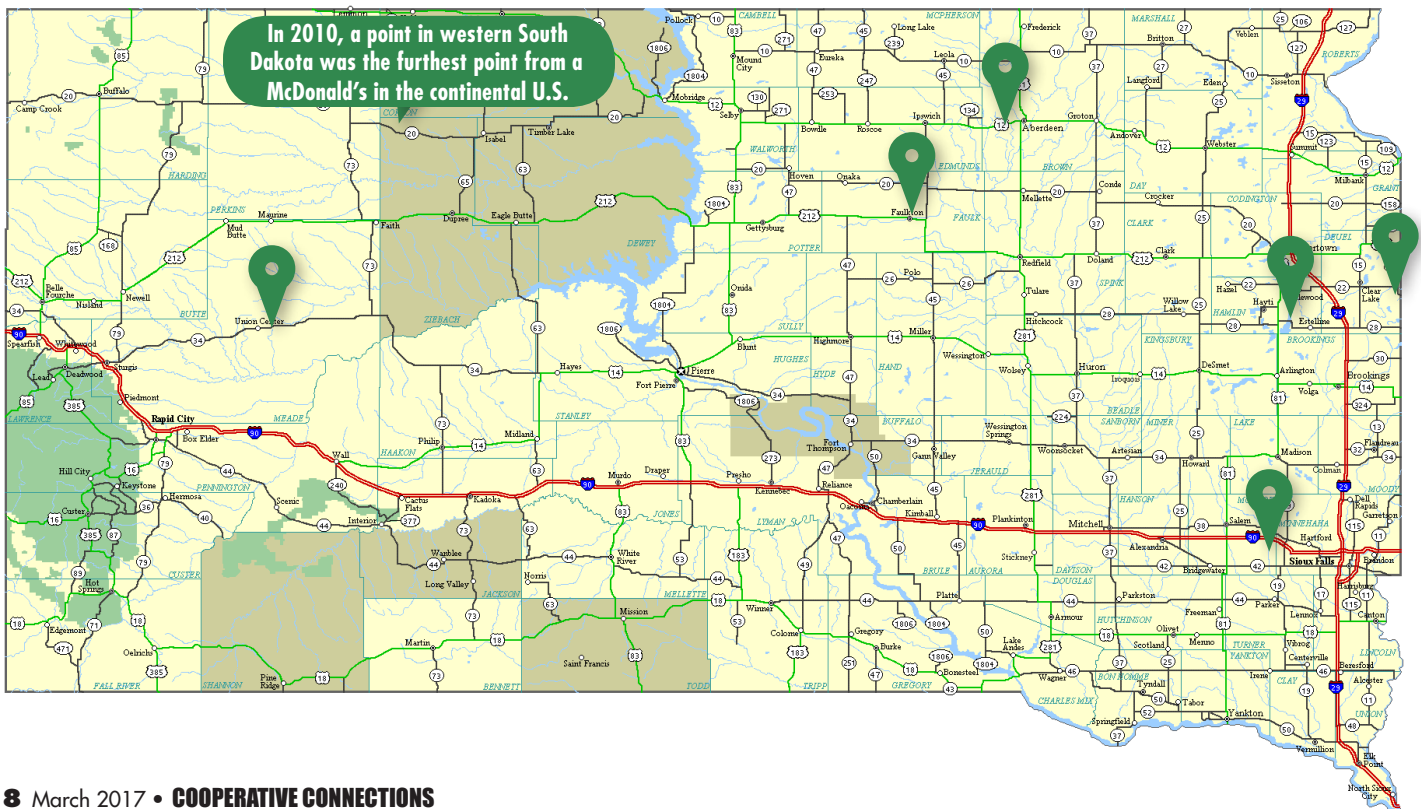 In 2010, a point in western South
Dakota was the furthest point from a
McDonald's in the continental U.S.
Pollock
CAMPBELL
MCPHERSON
MARSHALL
ROBERTS
Long Lake
Frederick
Veblen
Britton
Eureka
Leola
Mound
City
Sisseton
Langford
Eden
Buffalo
Camp Crook
Mobridge
Selby
Bowdle
Roscoe
Ipswich
Aberdeen
Groton
Andover
Webster
Summit
CORSON
Isabel
Timber Lake
HARDING
WALWORTH
EDMUNDS
BROWN
DAY
Milbank
GRANT
Hoven
Onaka
Mellette
Conde
Crocker
CODINGTON
PERKINS
Maurine
Mud
Butte
Faith
Dupree
Eagle Butte
DEWEY
Gettysburg
POTTER
Faulkton
FAULK
CLARK
DEUEL
Redfield
Doland
Clark
Belle
Fourche
Nisland
Newell
BUTTE
Union Center
ZIEBACH
Onida
SULLY
Polo
Tulare
SPINK
Willow
Lake
Hazel
Hayti
HAMLIN
Clear
Lake
Estelline
BROOKINGS
Hitchcock
KINGSBURY
Spearfish
Whitewood
Sturgis
Deadwood
Lead
Blunt
Highmore
Miller
HUGHES
HYDE
HAND
Wessington
Wolsey
Huron
Iroquois
DeSmet
Arlington
Volga
Brookings
Hayes
Pierre
Fort Pierre
Piedmont
LAWRENCE
Rapid City
Box Elder
MEADE
STANLEY
BUFFALO
BEADLE
SANBORN
MINER
LAKE
Flandreau
Philip
HAAKON
Midland
Fort
Thompson
Gann Valley
Wessington
Springs
Woonsocket
Artesian
Howard
Madison
Colman
Wall
Hill City
Keystone
PENNINGTON
Hermosa
Custer
Scenic
Interior
Cactus
Flats
Kadoka
Murdo
Draper
Presho
Kennebec
Reliance
Chamberlain
Kimball
JERAULD
HANSON
MOODY
Dell
Rapids
Garretson
Plankinton
Mitchell
Alexandria
Salem
MINNEHAHA
Hartford
Sioux Falls
Brandon
JONES
LYMAN
Stickney
Bridgewater
Wanblee
White
River
Norris
Long Valley
CUSTER
JACKSON
MELLETTE
BRULE
AURORA
DAVISON
DOUGLAS
Hot
Springs
Harrisburg
Canton
Lennox
Parker
Freeman
Parkston
HUTCHINSON
Platte
Armour
Winner
Mission
Edgemont
Oelrichs
Martin
Colome
Gregory
Burke
Lake
Andes
Scotland
Olivet
Menno
TURNER
Vibrog
Centerville
LINCOLN
Saint Francis
Pine
Ridge
FALL RIVER
SHANNON
BENNETT
TODD
TRIPP
GREGORY
Bonesteel
Wagner
CHARLES MIX
BON HOMME
Tyndall
Tabor
YANKTON
Irene
CLAY
Beresford
Alcester
UNION
Springfield
Yankton
Vermillion
Elk
Point
North Sioux
City
8 March 2017 • COOPERATIVE CONNECTIONS